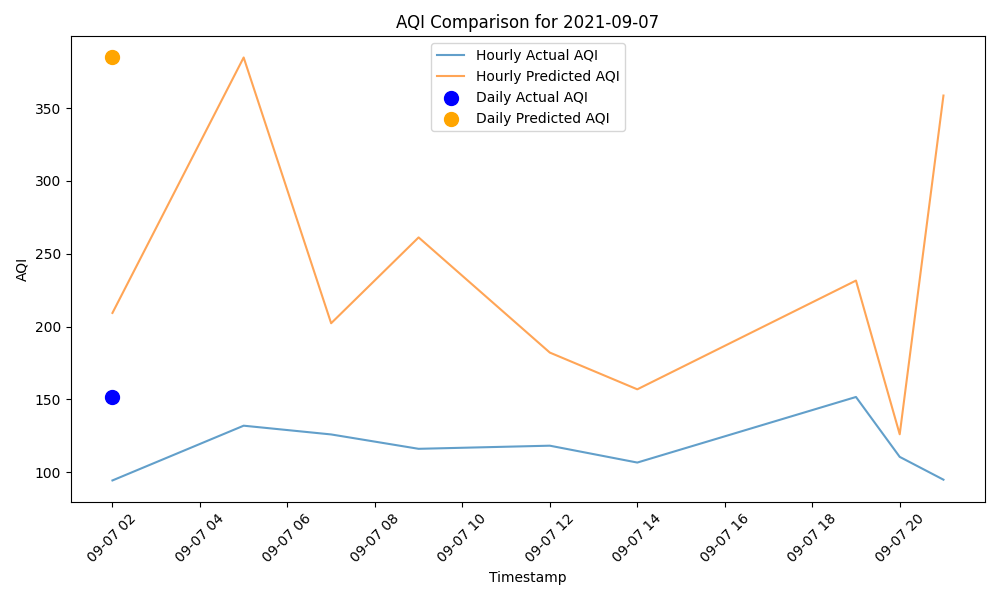 AQI Comparison for 2021-09-07
Hourly Actual AQI
Hourly Predicted AQI
Daily Actual AQI
Daily Predicted AQI
350
300
250
200
150
100
AQI
09-07 02
09-07 04
09-07 06
09-07 08
09-07 10
09-07 12
09-07 14
09-07 16
09-07 18
09-07 20
Timestamp